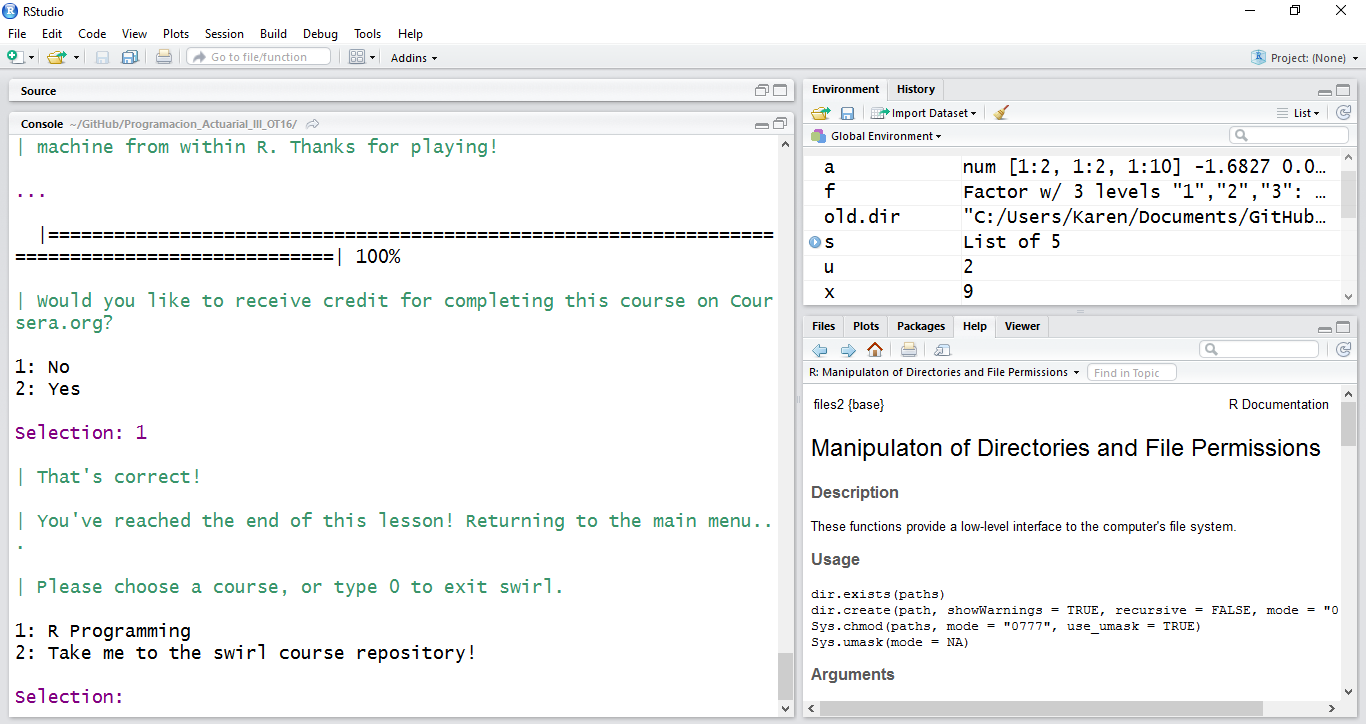 RStudio
File Edit Code View Plots Session Build Debug Tools Help
Go to file/function Addins Project: (None)
Source
Console ~/GitHub/Programacion_Actuarial_III_OT16/
| machine from within R. Thanks for playing!
...
|==================================================================
=============================| 100%
| Would you like to receive credit for completing this course on Cour
sera.org?
1: No
2: Yes
Selection: 1
| That's correct!
| You've reached the end of this lesson! Returning to the main menu..
.
| Please choose a course, or type 0 to exit swirl.
1: R Programming
2: Take me to the swirl course repository!
Selection:
Environment History
Import Dataset List
Global Environment
a num [1:2, 1:2, 1:10] -1.6827 0.0…
f Factor w/ 3 levels "1","2","3": …
old.dir "C:/Users/Karen/Documents/GitHub…
s List of 5
u 2
x 9
Files Plots Packages Help Viewer
R: Manipulaton of Directories and File Permissions Find in Topic
files2 {base} R Documentation
Manipulaton of Directories and File Permissions
Description
These functions provide a low-level interface to the computer's file system.
Usage
dir.exists(paths)
dir.create(path, showWarnings = TRUE, recursive = FALSE, mode = "0
Sys.chmod(paths, mode = "0777", use_umask = TRUE)
Sys.umask(mode = NA)
Arguments